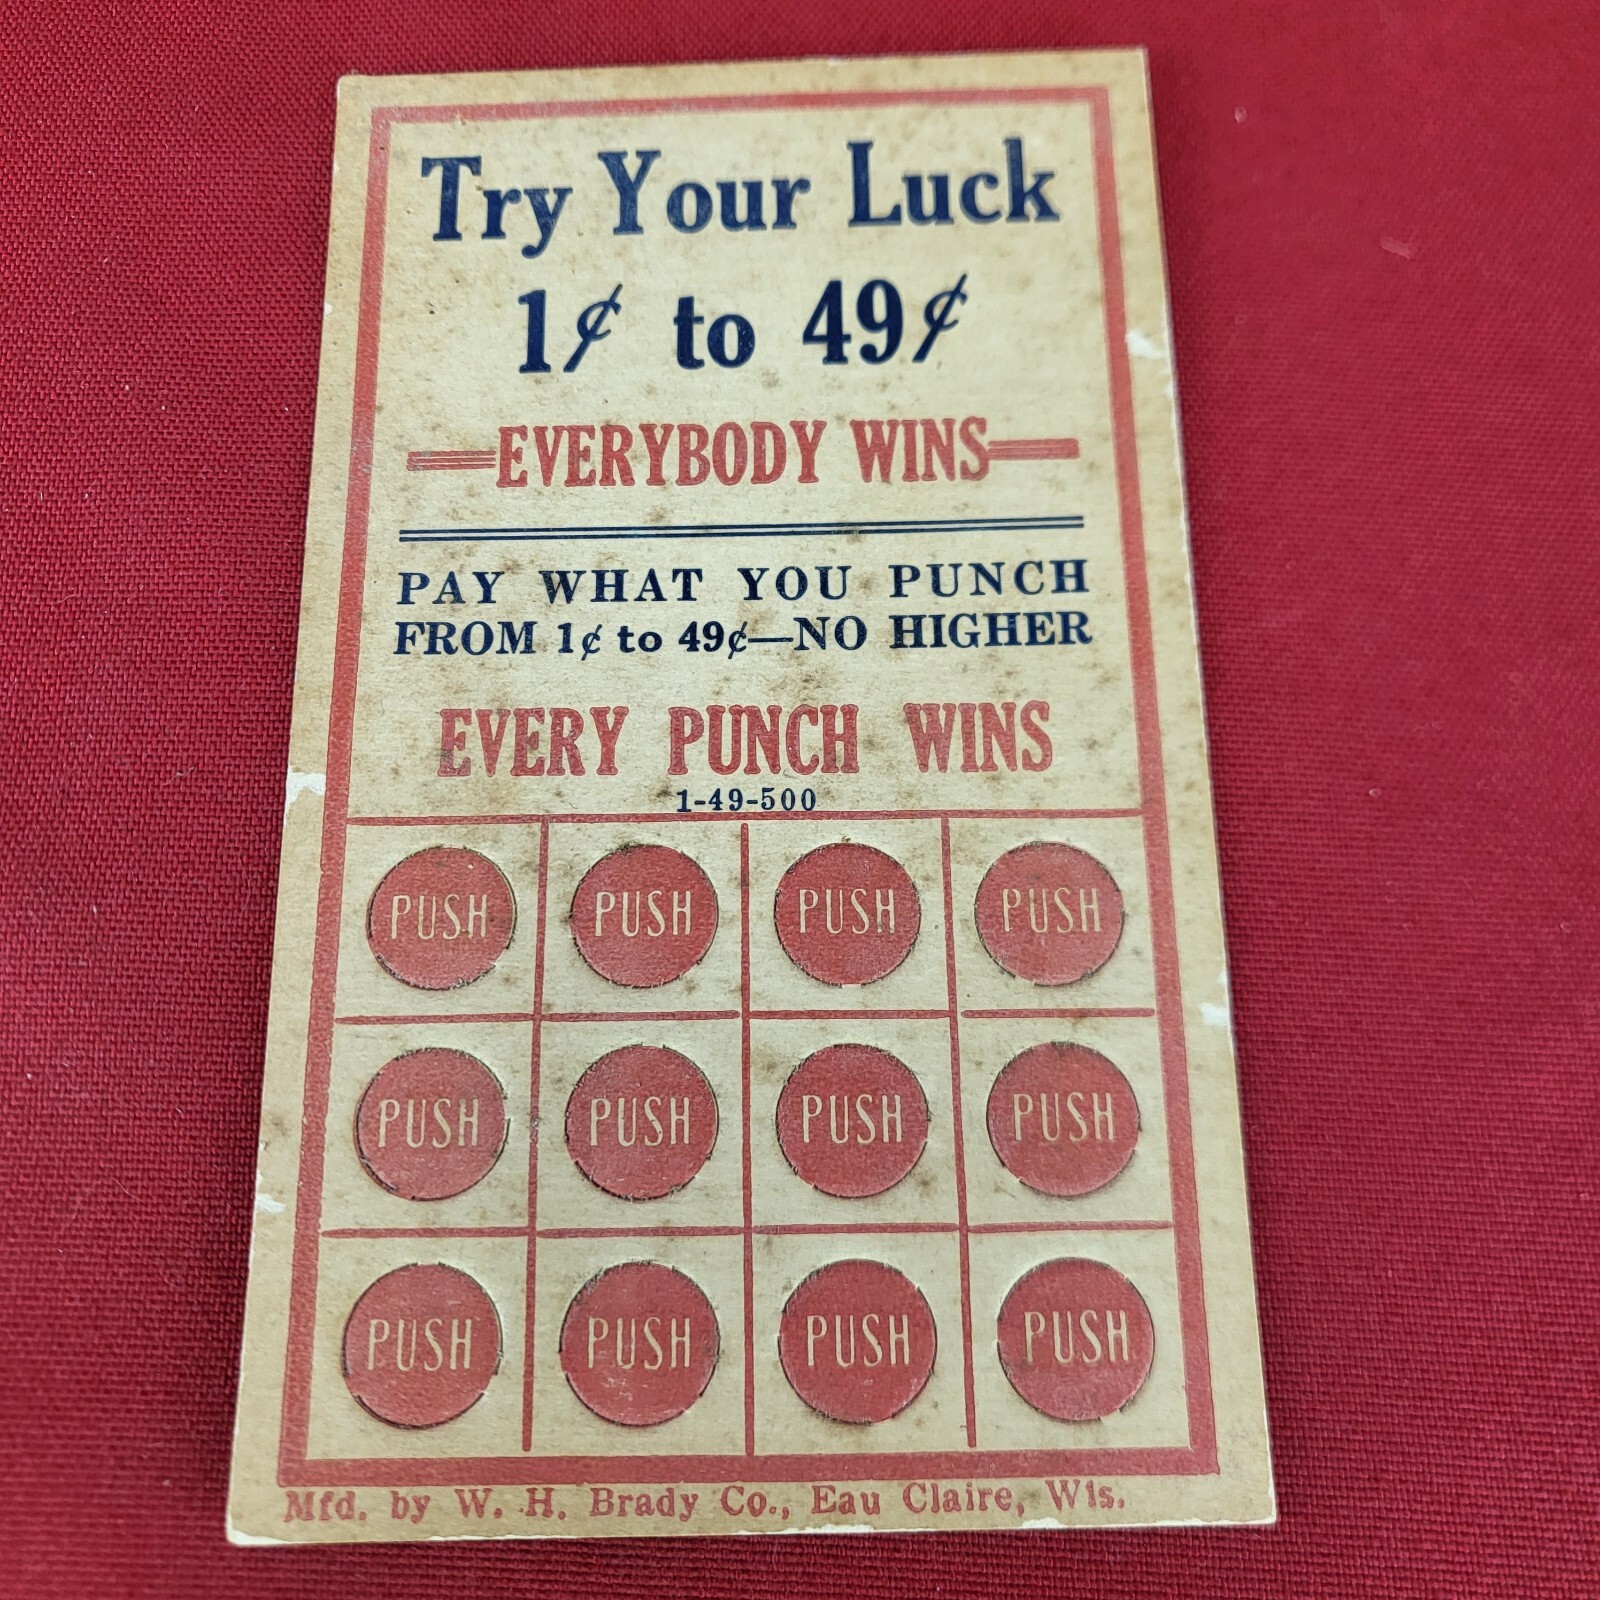 Try Your Luck
1¢ to 49¢
EVERYBODY WINS
PAY WHAT YOU PUNCH
FROM 1¢ to 49¢—NO HIGHER
EVERY PUNCH WINS
1-49-500
PUSH PUSH PUSH PUSH
PUSH PUSH PUSH PUSH
PUSH PUSH PUSH PUSH
Mfd. by W. H. Brady Co., Eau Claire, Wis.